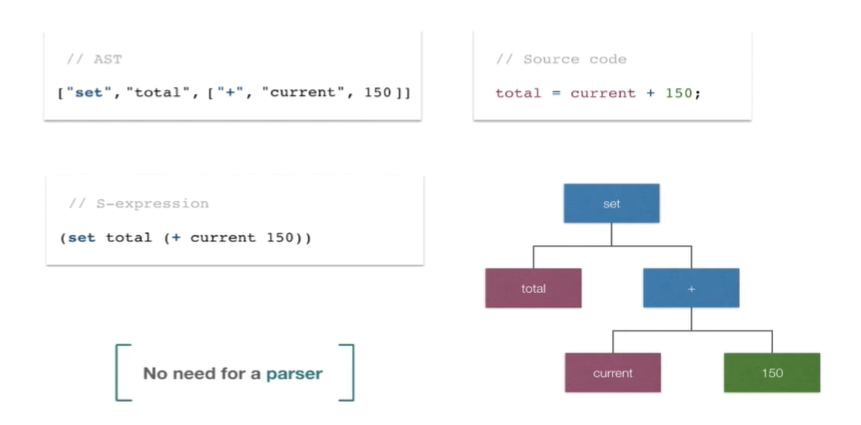 // AST
["set", "total", ["+", "current", 150]]
// Source code
total = current + 150;
// S-expression
(set total (+ current 150))
set
total
+
current
150
No need for a parser